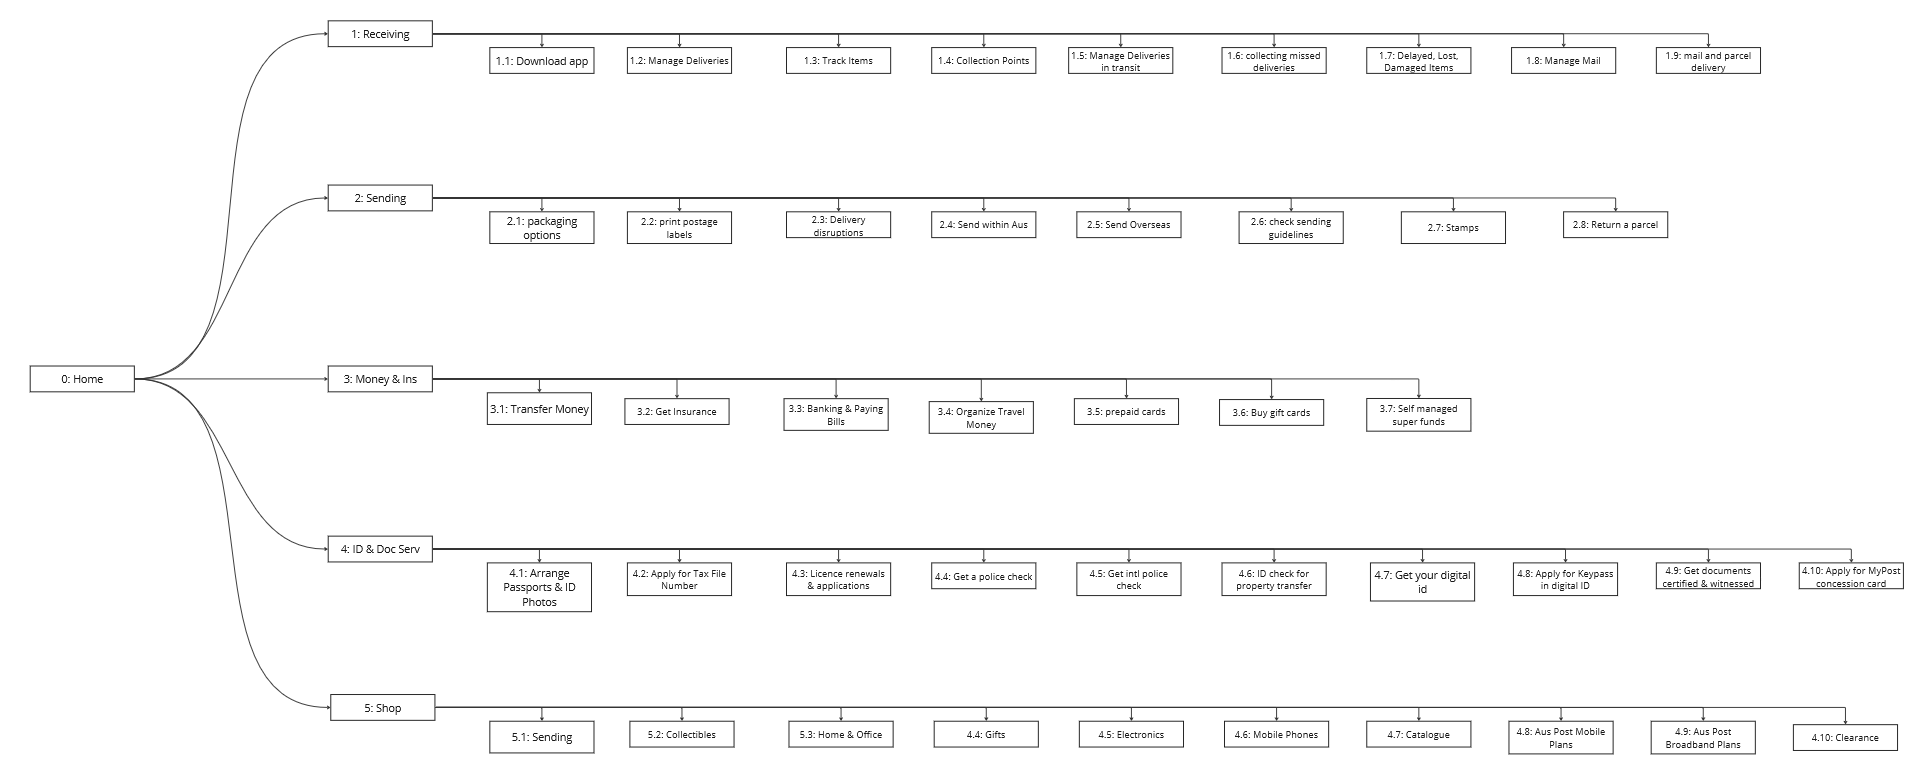 1: Receiving
1.1: Download app
1.2: Manage Deliveries
1.3: Track Items
1.4: Collection Points
1.5: Manage Deliveries
in transit
1.6: collecting missed
deliveries
1.7: Delayed, Lost,
Damaged Items
1.8: Manage Mail
1.9: mail and parcel
delivery
2: Sending
2.1: packaging
options
2.2: print postage
labels
2.3: Delivery
disruptions
2.4: Send within Aus
2.5: Send Overseas
2.6: check sending
guidelines
2.7: Stamps
2.8: Return a parcel
0: Home
3: Money & Ins
3.1: Transfer Money
3.2: Get Insurance
3.3: Banking & Paying
Bills
3.4: Organize Travel
Money
3.5: prepaid cards
3.6: Buy gift cards
3.7: Self managed
super funds
4: ID & Doc Serv
4.1: Arrange
Passports & ID
Photos
4.2: Apply for Tax File
Number
4.3: Licence renewals
& applications
4.4: Get a police check
4.5: Get intl police
check
4.6: ID check for
property transfer
4.7: Get your digital
id
4.8: Apply for Keypass
in digital ID
4.9: Get documents
certified & witnessed
4.10: Apply for MyPost
concession card
5: Shop
5.1: Sending
5.2: Collectibles
5.3: Home & Office
4.4: Gifts
4.5: Electronics
4.6: Mobile Phones
4.7: Catalogue
4.8: Aus Post Mobile
Plans
4.9: Aus Post
Broadband Plans
4.10: Clearance